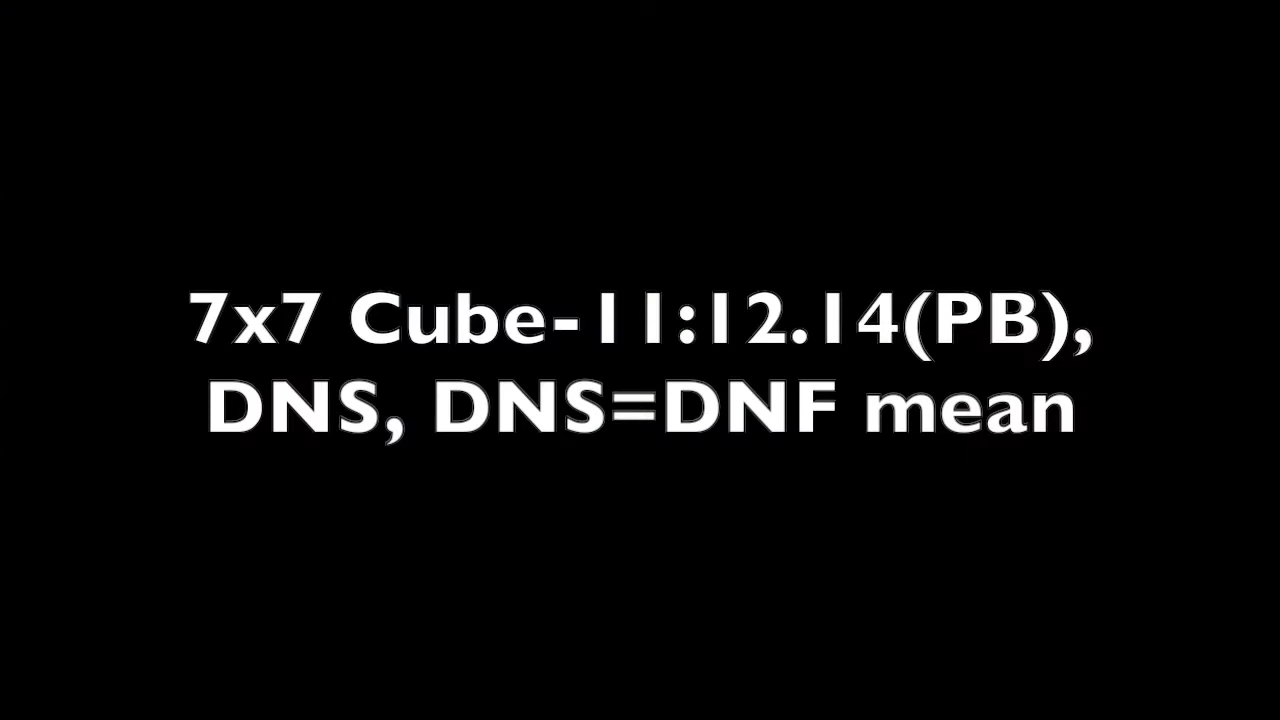 7x7 Cube-11:12.14(PB),
DNS, DNS=DNF mean